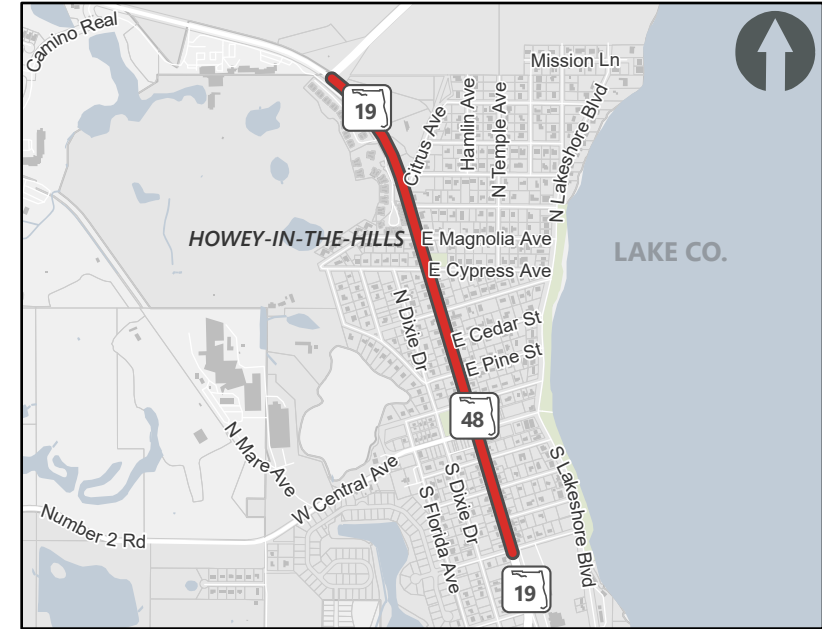 Camino Real
Mission Ln
19
Citrus Ave
Hamlin Ave
N Temple Ave
N Lakeshore Blvd
HOWEY-IN-THE-HILLS
E Magnolia Ave
LAKE CO.
E Cypress Ave
N Dixie Dr
E Cedar St
E Pine St
48
N Mare Ave
W Central Ave
S Dixie Dr
S Florida Ave
S Lakeshore Blvd
Number 2 Rd
19